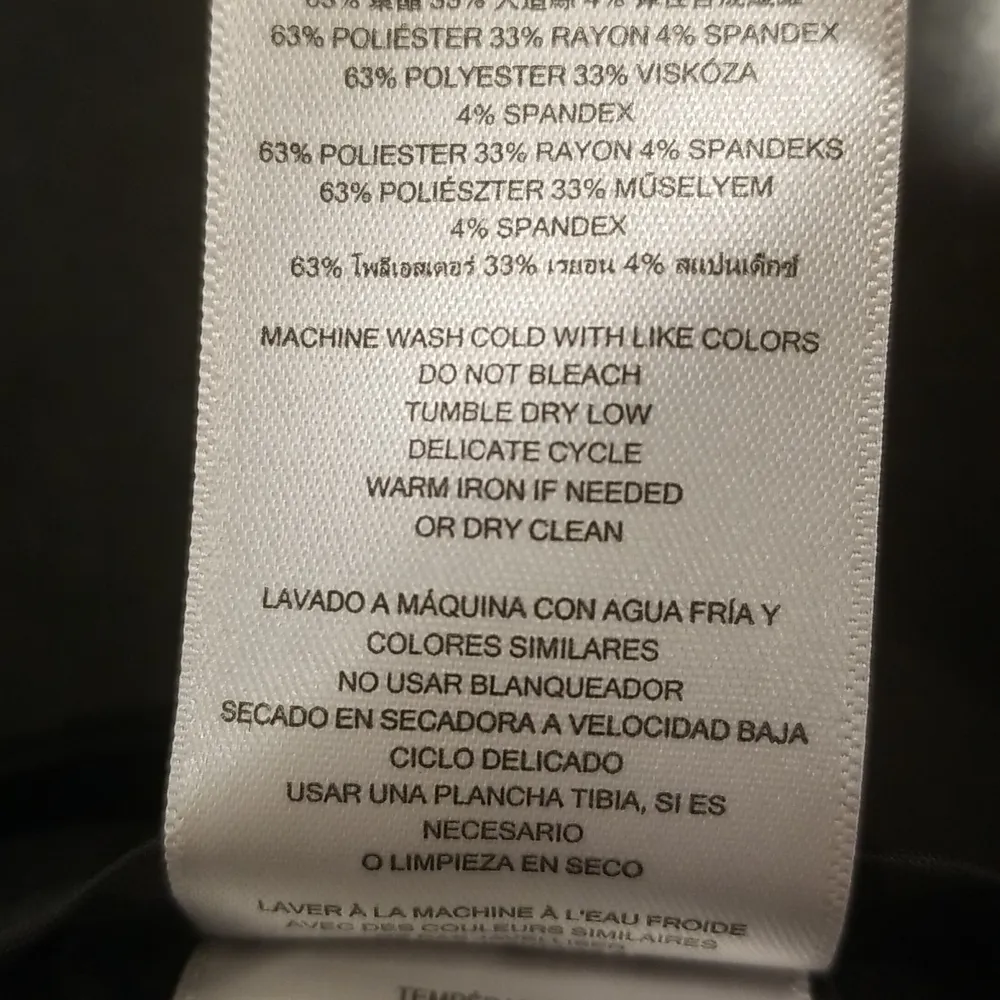 63% POLIÉSTER 33% RAYON 4% SPANDEX
63% POLYESTER 33% VISKÓZA
4% SPANDEX
63% POLIESTER 33% RAYON 4% SPANDEKS
63% POLIÉSZTER 33% MŰSELYEM
4% SPANDEX
63% โพลีเอสเตอร์ 33% เรยอน 4% สแปนเด็กซ์
MACHINE WASH COLD WITH LIKE COLORS
DO NOT BLEACH
TUMBLE DRY LOW
DELICATE CYCLE
WARM IRON IF NEEDED
OR DRY CLEAN
LAVADO A MÁQUINA CON AGUA FRÍA Y
COLORES SIMILARES
NO USAR BLANQUEADOR
SECADO EN SECADORA A VELOCIDAD BAJA
CICLO DELICADO
USAR UNA PLANCHA TIBIA, SI ES
NECESARIO
O LIMPIEZA EN SECO
LAVER À LA MACHINE À L'EAU FROIDE
AVEC DES COULEURS SIMILAIRES